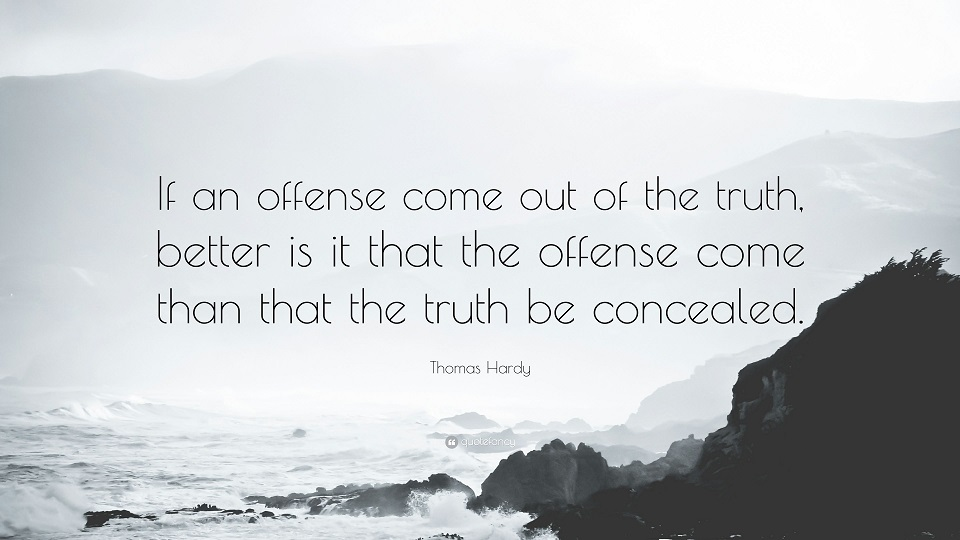 If an offense come out of the truth,
better is it that the offense come
than that the truth be concealed.
Thomas Hardy
quotefancy